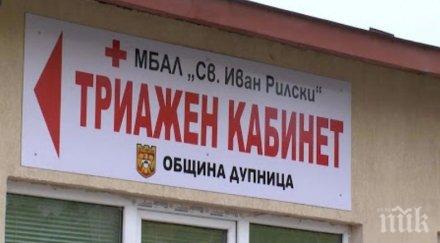 МБАЛ „Св. Иван Рилски"
ТРИАЖЕН КАБИНЕТ
ОБЩИНА ДУПНИЦА
пик